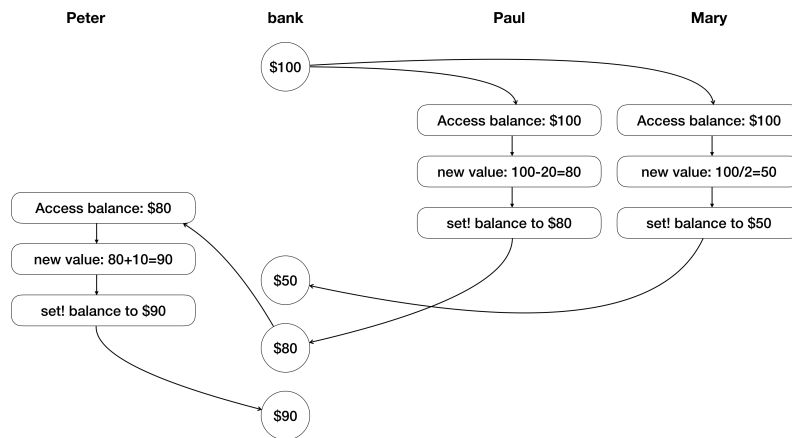 Peter
bank
Paul
Mary
$100
Access balance: $100
Access balance: $100
new value: 100-20=80
new value: 100/2=50
Access balance: $80
set! balance to $80
set! balance to $50
new value: 80+10=90
$50
set! balance to $90
$80
$90